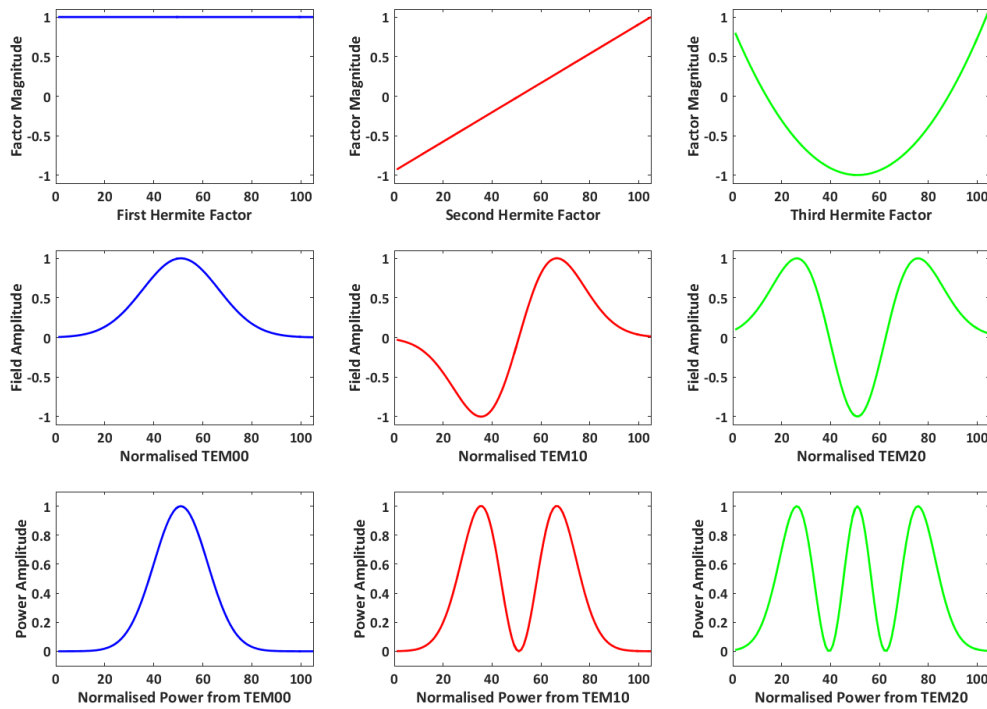 Factor Magnitude
1
0.5
0
-0.5
-1
0 20 40 60 80 100
First Hermite Factor
Factor Magnitude
1
0.5
0
-0.5
-1
0 20 40 60 80 100
Second Hermite Factor
Factor Magnitude
1
0.5
0
-0.5
-1
0 20 40 60 80 100
Third Hermite Factor
Field Amplitude
1
0.5
0
-0.5
-1
0 20 40 60 80 100
Normalised TEM00
Field Amplitude
1
0.5
0
-0.5
-1
0 20 40 60 80 100
Normalised TEM10
Field Amplitude
1
0.5
0
-0.5
-1
0 20 40 60 80 100
Normalised TEM20
Power Amplitude
1
0.8
0.6
0.4
0.2
0
0 20 40 60 80 100
Normalised Power from TEM00
Power Amplitude
1
0.8
0.6
0.4
0.2
0
0 20 40 60 80 100
Normalised Power from TEM10
Power Amplitude
1
0.8
0.6
0.4
0.2
0
0 20 40 60 80 100
Normalised Power from TEM20